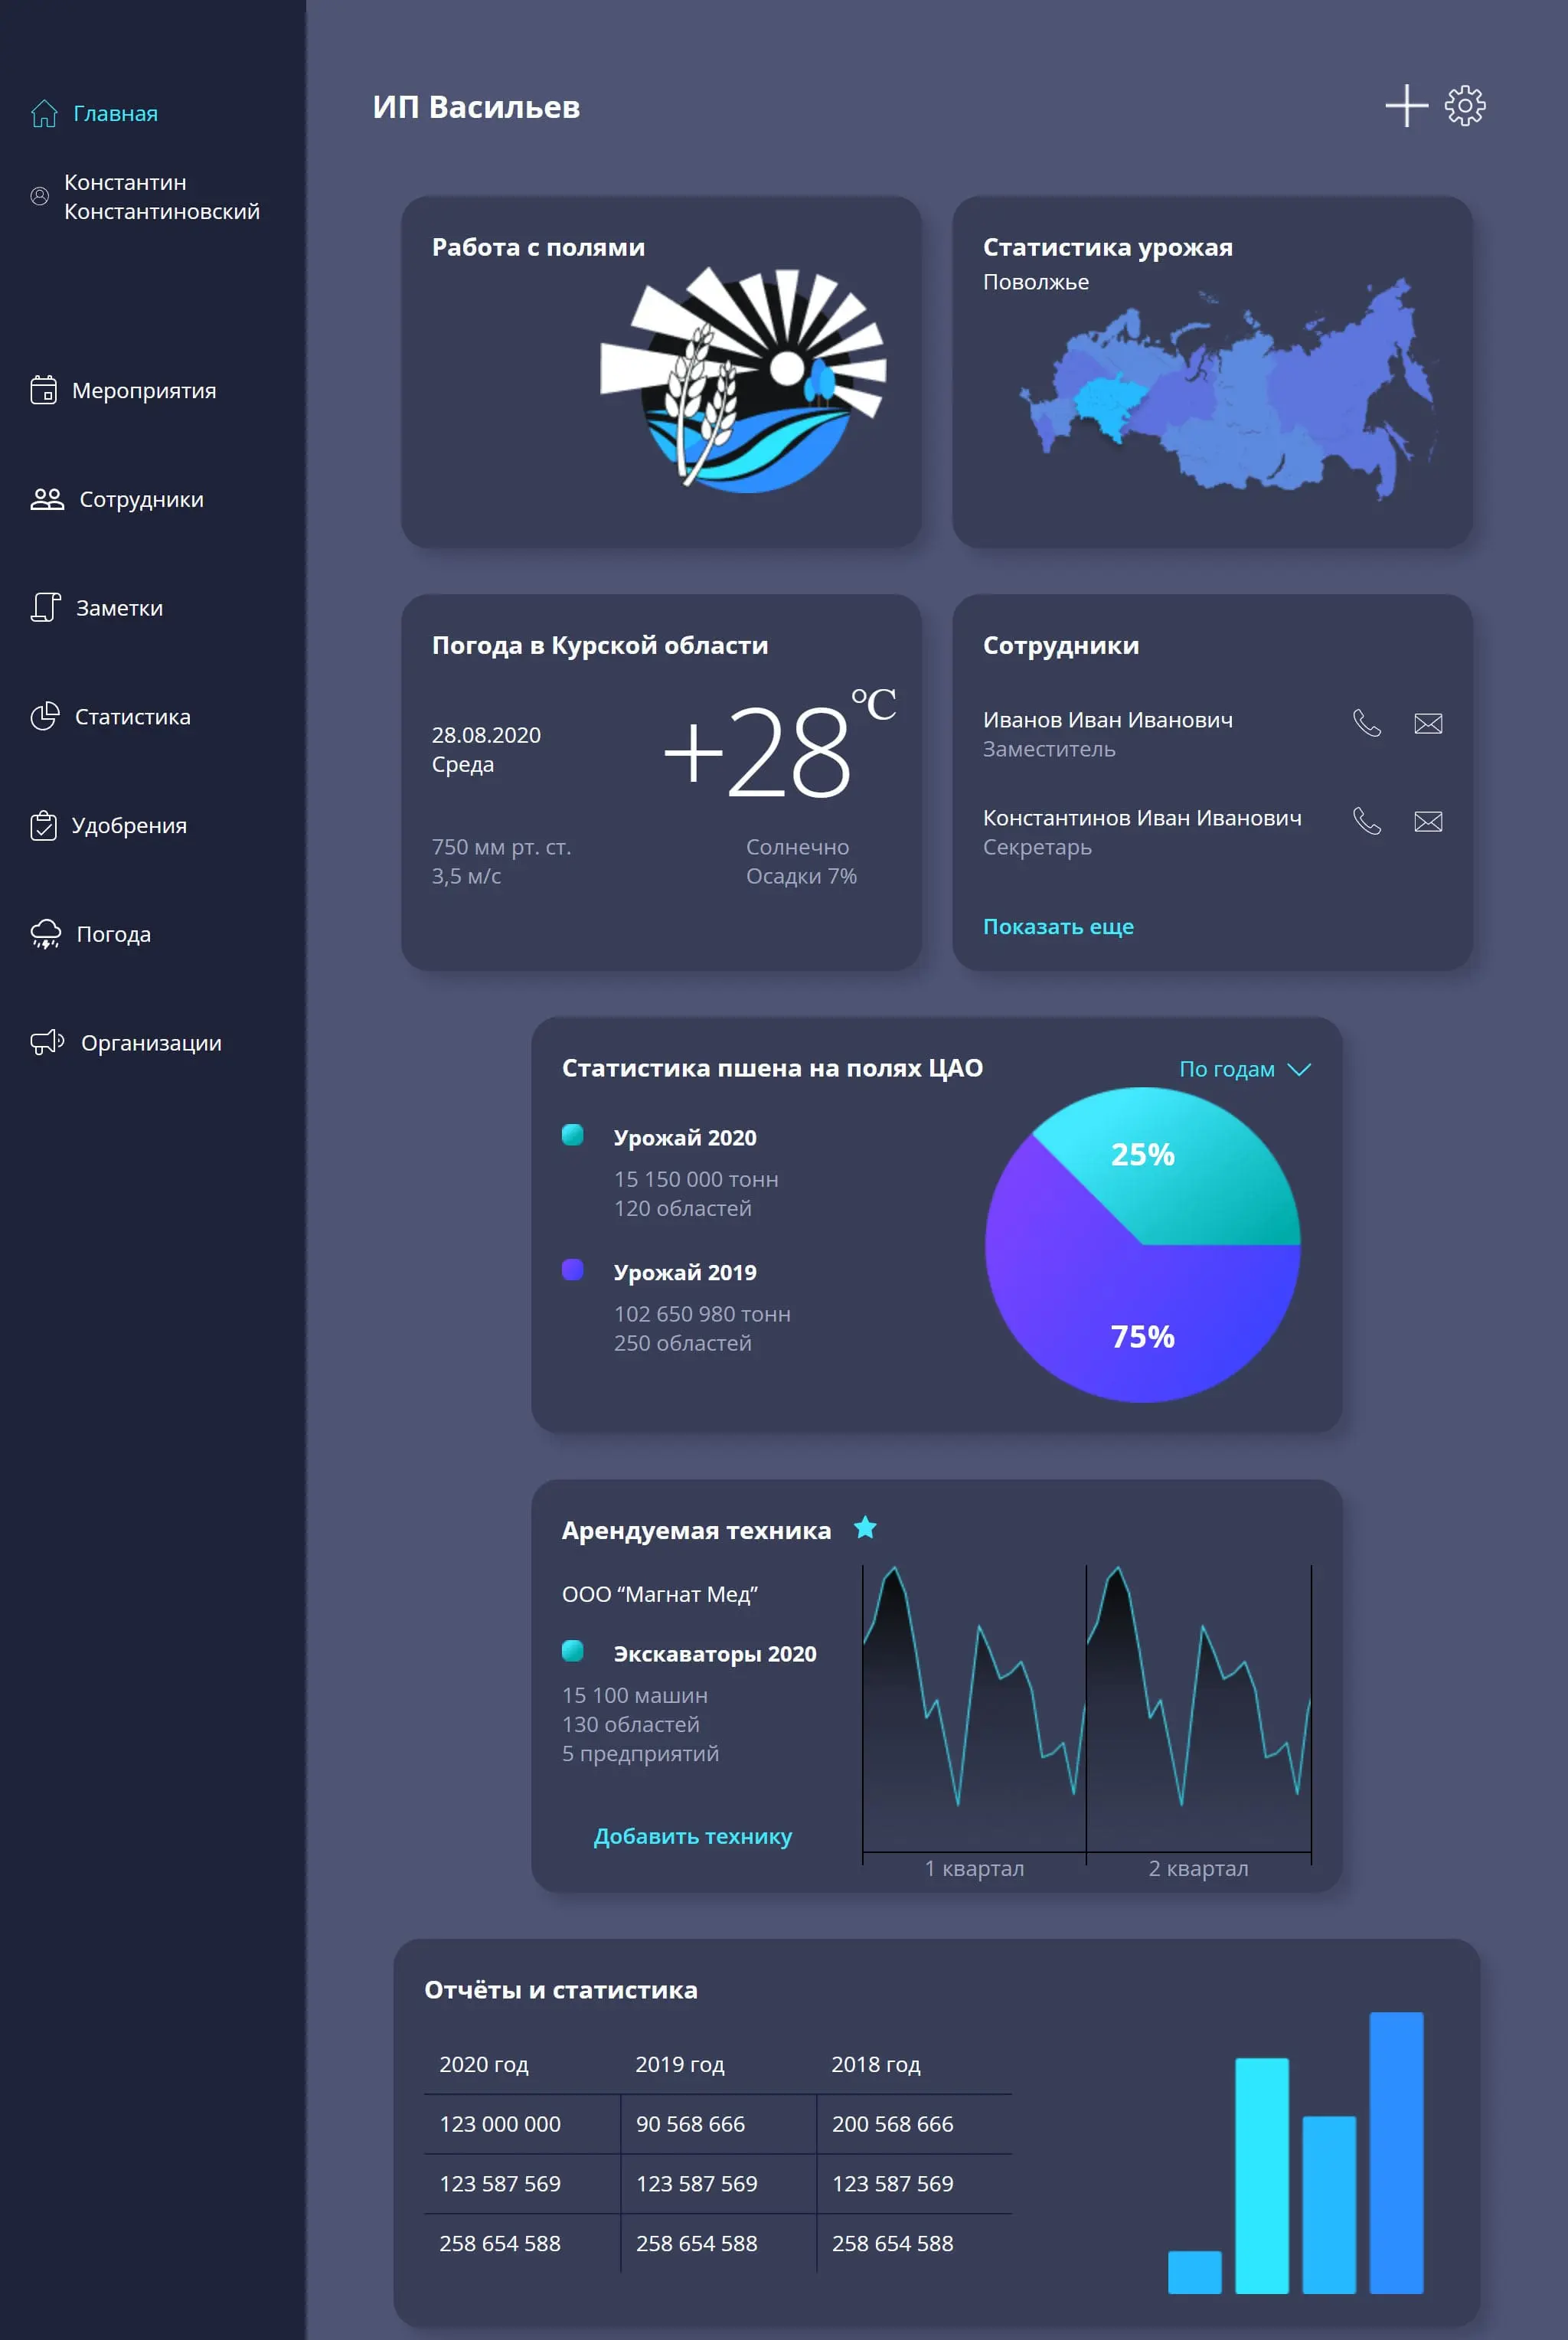 Главная
Константин
Константиновский
Мероприятия
Сотрудники
Заметки
Статистика
Удобрения
Погода
Организации
ИП Васильев
Работа с полями
Статистика урожая
Поволжье
Погода в Курской области
28.08.2020
Среда
+28°C
750 мм рт. ст.
3,5 м/с
Солнечно
Осадки 7%
Сотрудники
Иванов Иван Иванович
Заместитель
Константинов Иван Иванович
Секретарь
Показать еще
Статистика пшена на полях ЦАО
По годам
Урожай 2020
15 150 000 тонн
120 областей
Урожай 2019
102 650 980 тонн
250 областей
25%
75%
Арендуемая техника
ООО “Магнат Мед”
Экскаваторы 2020
15 100 машин
130 областей
5 предприятий
Добавить технику
1 квартал
2 квартал
Отчёты и статистика
2020 год 2019 год 2018 год
123 000 000 90 568 666 200 568 666
123 587 569 123 587 569 123 587 569
258 654 588 258 654 588 258 654 588